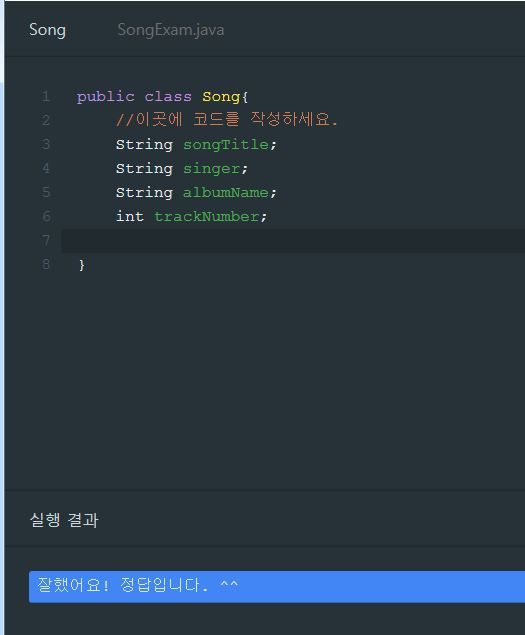 Song SongExam.java
1 public class Song{
2 //이곳에 코드를 작성하세요.
3 String songTitle;
4 String singer;
5 String albumName;
6 int trackNumber;
7
8 }
실행 결과
잘했어요! 정답입니다. ^^